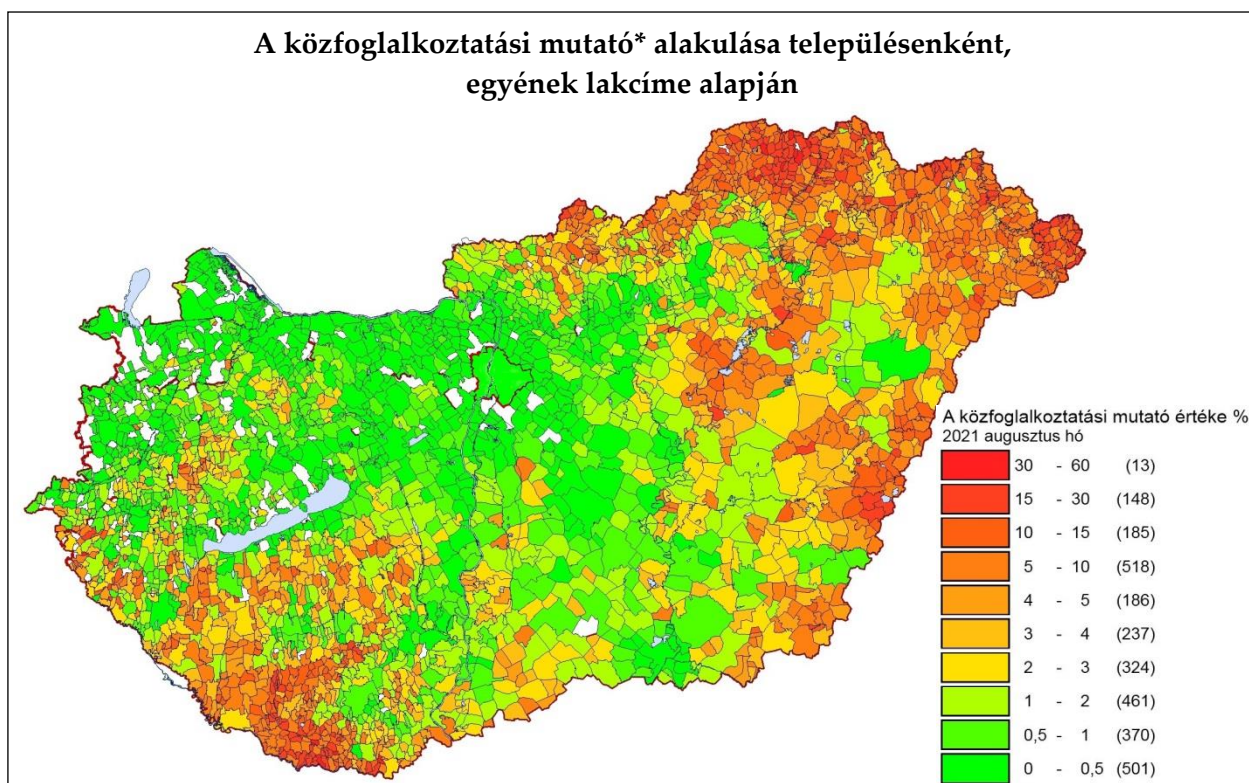 A közfoglalkoztatási mutató* alakulása településenként,
egyének lakcíme alapján
A közfoglalkoztatási mutató értéke %
2021 augusztus hó
30 - 60 (13)
15 - 30 (148)
10 - 15 (185)
5 - 10 (518)
4 - 5 (186)
3 - 4 (237)
2 - 3 (324)
1 - 2 (461)
0,5 - 1 (370)
0 - 0,5 (501)